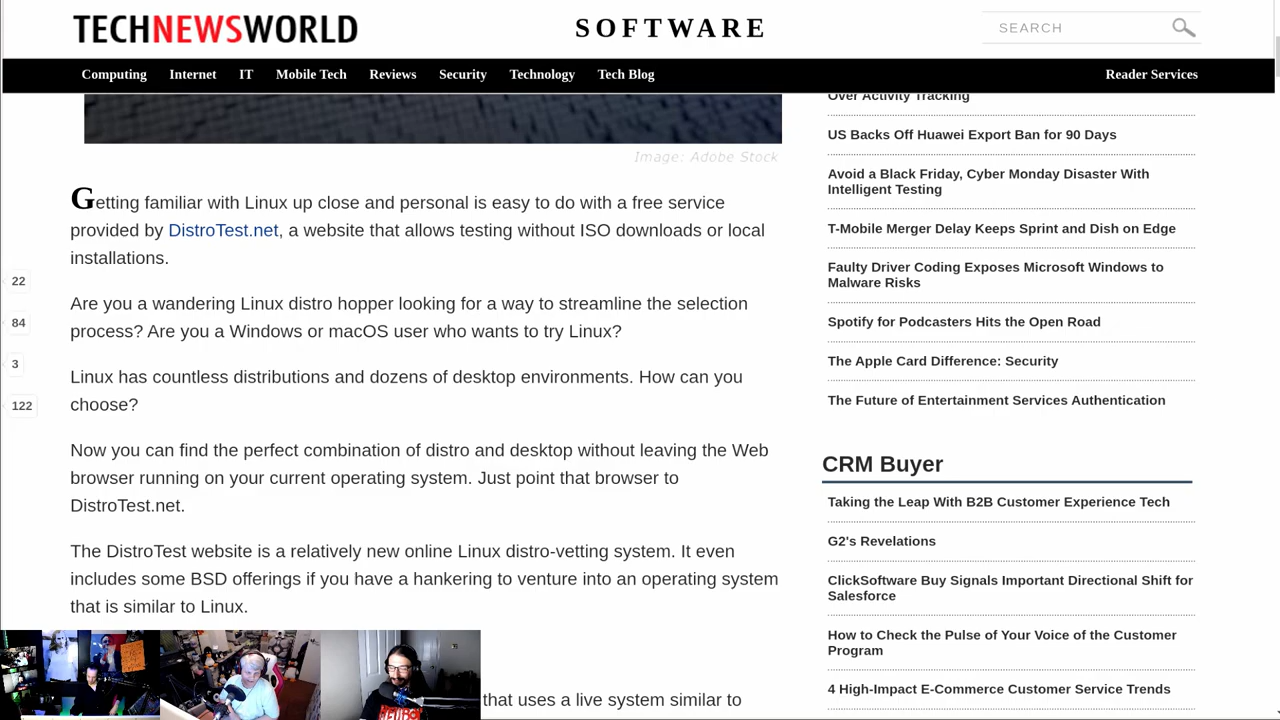 TECHNEWSWORLD
SOFTWARE
SEARCH
Computing Internet IT Mobile Tech Reviews Security Technology Tech Blog Reader Services
Image: Adobe Stock
Getting familiar with Linux up close and personal is easy to do with a free service
provided by DistroTest.net, a website that allows testing without ISO downloads or local
installations.
Are you a wandering Linux distro hopper looking for a way to streamline the selection
process? Are you a Windows or macOS user who wants to try Linux?
Linux has countless distributions and dozens of desktop environments. How can you
choose?
Now you can find the perfect combination of distro and desktop without leaving the Web
browser running on your current operating system. Just point that browser to
DistroTest.net.
The DistroTest website is a relatively new online Linux distro-vetting system. It even
includes some BSD offerings if you have a hankering to venture into an operating system
that is similar to Linux.
that uses a live system similar to
22
84
3
122
Over Activity Tracking
US Backs Off Huawei Export Ban for 90 Days
Avoid a Black Friday, Cyber Monday Disaster With
Intelligent Testing
T-Mobile Merger Delay Keeps Sprint and Dish on Edge
Faulty Driver Coding Exposes Microsoft Windows to
Malware Risks
Spotify for Podcasters Hits the Open Road
The Apple Card Difference: Security
The Future of Entertainment Services Authentication
CRM Buyer
Taking the Leap With B2B Customer Experience Tech
G2's Revelations
ClickSoftware Buy Signals Important Directional Shift for
Salesforce
How to Check the Pulse of Your Voice of the Customer
Program
4 High-Impact E-Commerce Customer Service Trends